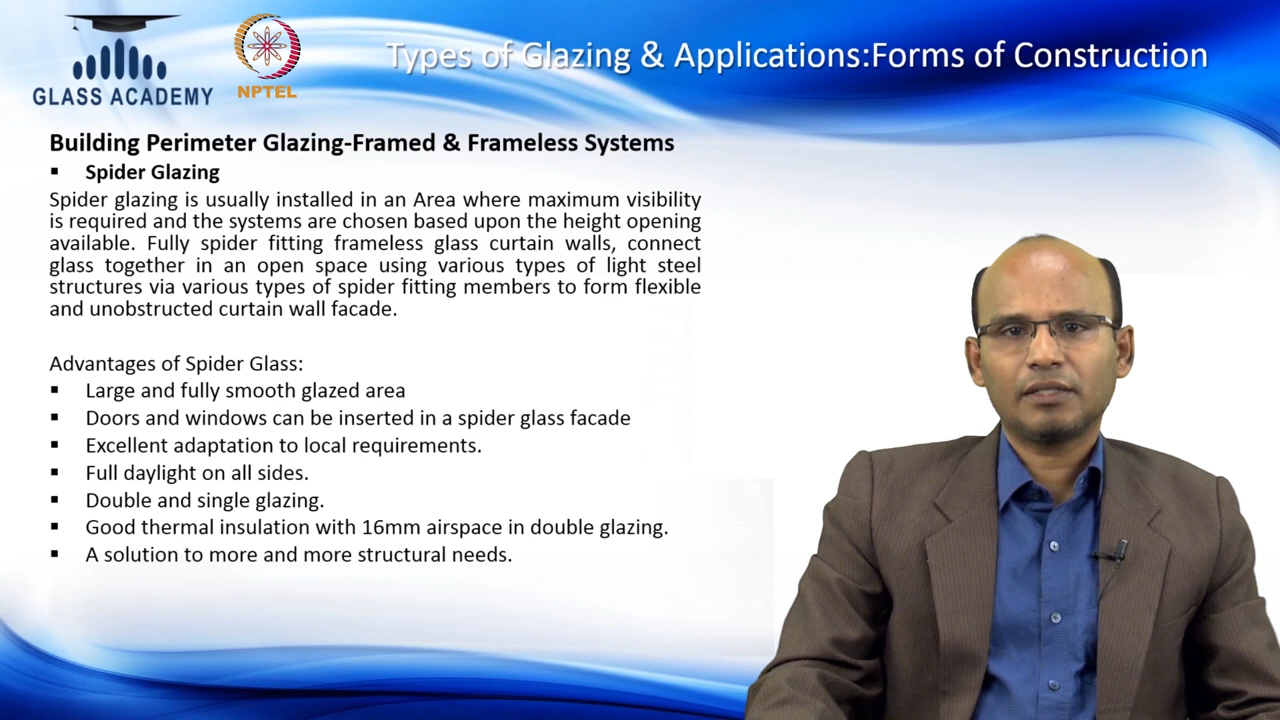 GLASS ACADEMY
NPTEL
Types of Glazing & Applications:Forms of Construction
Building Perimeter Glazing-Framed & Frameless Systems
▪ Spider Glazing
Spider glazing is usually installed in an Area where maximum visibility
is required and the systems are chosen based upon the height opening
available. Fully spider fitting frameless glass curtain walls, connect
glass together in an open space using various types of light steel
structures via various types of spider fitting members to form flexible
and unobstructed curtain wall facade.
Advantages of Spider Glass:
▪ Large and fully smooth glazed area
▪ Doors and windows can be inserted in a spider glass facade
▪ Excellent adaptation to local requirements.
▪ Full daylight on all sides.
▪ Double and single glazing.
▪ Good thermal insulation with 16mm airspace in double glazing.
▪ A solution to more and more structural needs.